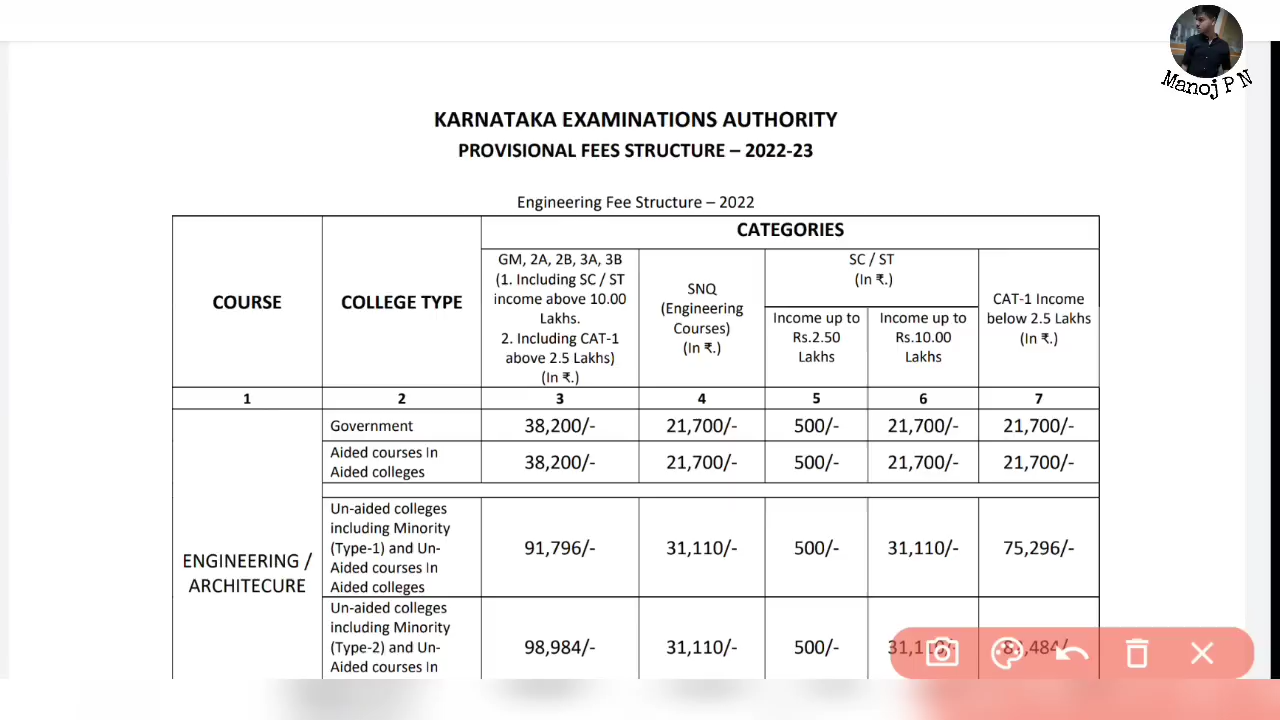 Manoj P N
KARNATAKA EXAMINATIONS AUTHORITY
PROVISIONAL FEES STRUCTURE – 2022-23
Engineering Fee Structure – 2022
COURSE
COLLEGE TYPE
CATEGORIES
GM, 2A, 2B, 3A, 3B
(1. Including SC / ST
income above 10.00
Lakhs.
2. Including CAT-1
above 2.5 Lakhs)
(In ₹.)
SNQ
(Engineering
Courses)
(In ₹.)
SC / ST
(In ₹.)
Income up to
Rs.2.50
Lakhs
Income up to
Rs.10.00
Lakhs
CAT-1 Income
below 2.5 Lakhs
(In ₹.)
1 2 3 4 5 6 7
ENGINEERING /
ARCHITECURE
Government 38,200/- 21,700/- 500/- 21,700/- 21,700/-
Aided courses In
Aided colleges
38,200/- 21,700/- 500/- 21,700/- 21,700/-
Un-aided colleges
including Minority
(Type-1) and Un-
Aided courses In
Aided colleges
91,796/- 31,110/- 500/- 31,110/- 75,296/-
Un-aided colleges
including Minority
(Type-2) and Un-
Aided courses In
98,984/- 31,110/- 500/-